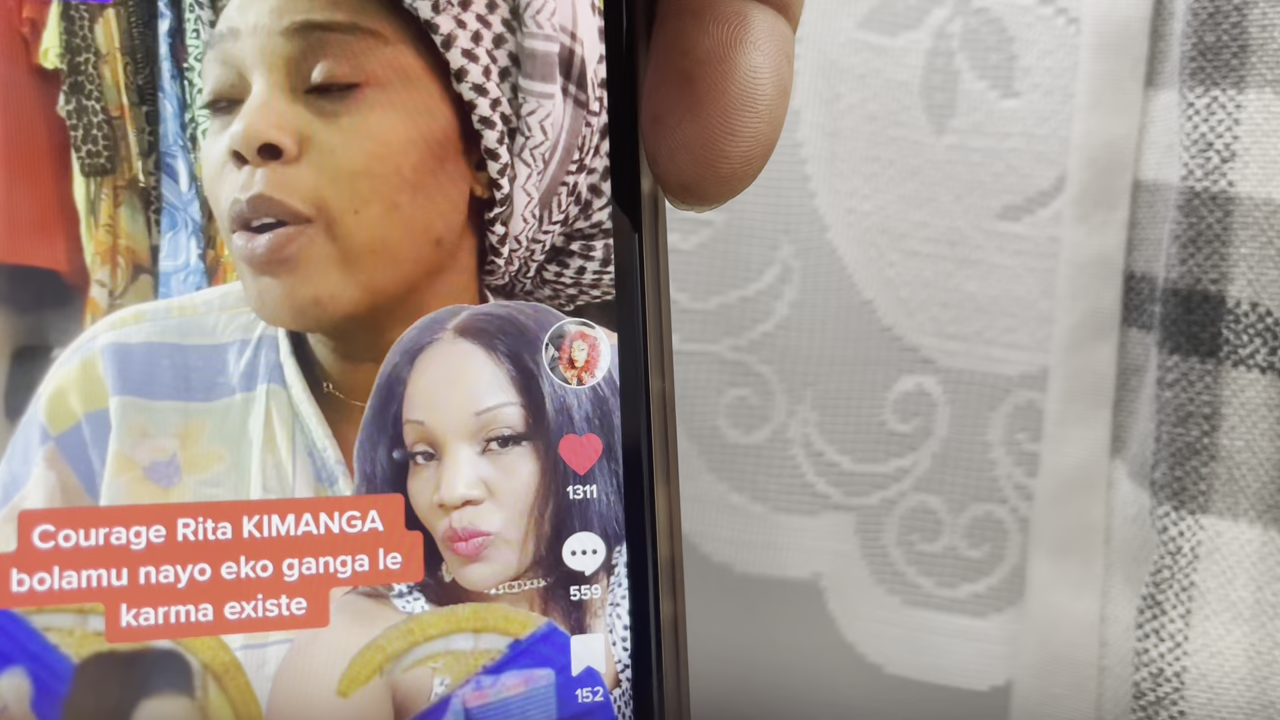 Courage Rita KIMANGA
bolamu nayo eko ganga le
karma existe
1311
559
152